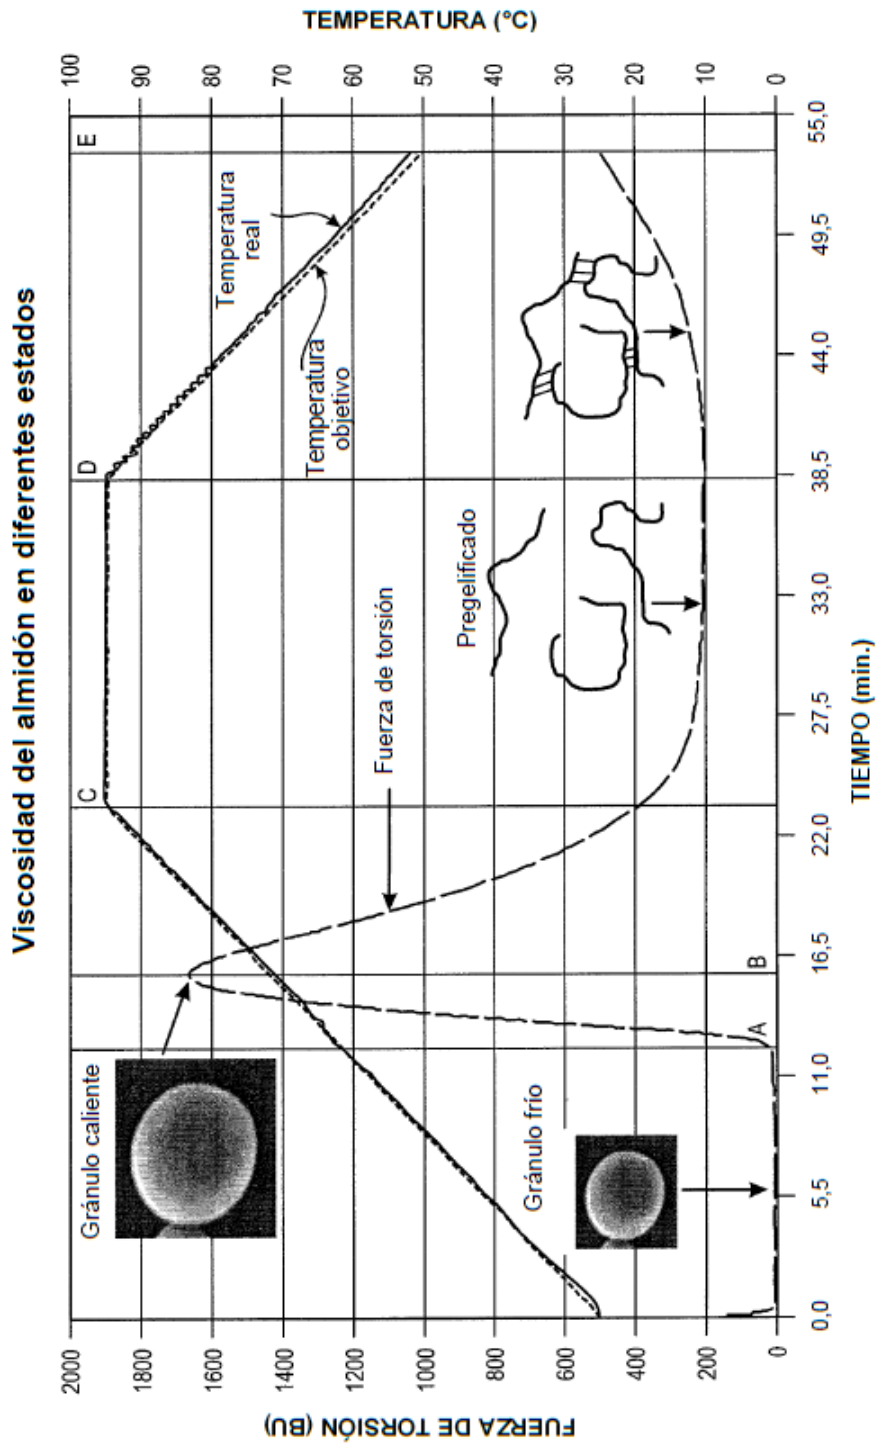 Viscosidad del almidón en diferentes estados
FUERZA DE TORSIÓN (BU)
2000
1800
1600
1400
1200
1000
800
600
400
200
0
TEMPERATURA (°C)
100
90
80
70
60
50
40
30
20
10
0
TIEMPO (min.)
0,0
5,5
11,0
16,5
22,0
27,5
33,0
38,5
44,0
49,5
55,0
A
B
C
D
E
Gránulo caliente
Gránulo frío
Fuerza de torsión
Pregelificado
Temperatura
objetivo
Temperatura
real